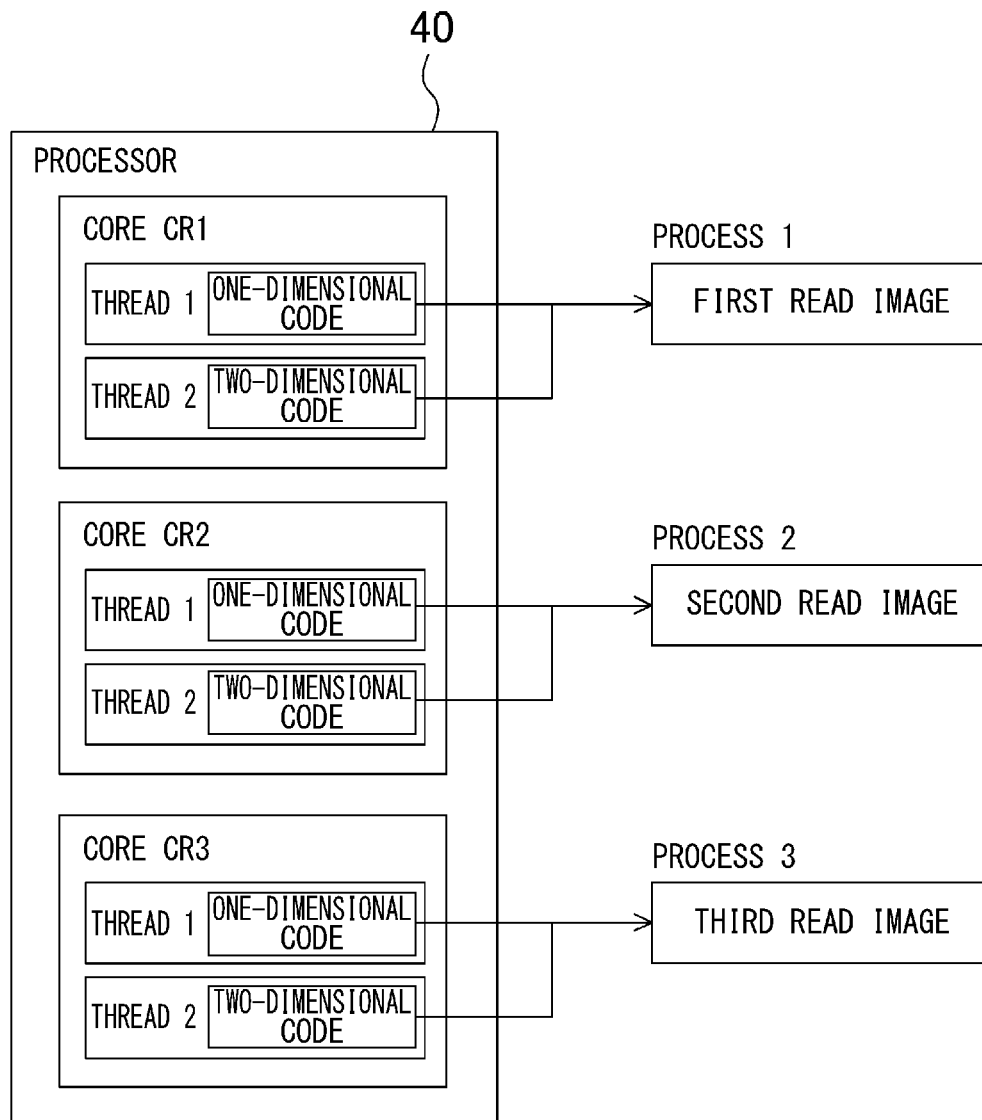 40
PROCESSOR
CORE CR1
THREAD 1
ONE-DIMENSIONAL
CODE
THREAD 2
TWO-DIMENSIONAL
CODE
PROCESS 1
FIRST READ IMAGE
CORE CR2
THREAD 1
ONE-DIMENSIONAL
CODE
THREAD 2
TWO-DIMENSIONAL
CODE
PROCESS 2
SECOND READ IMAGE
CORE CR3
THREAD 1
ONE-DIMENSIONAL
CODE
THREAD 2
TWO-DIMENSIONAL
CODE
PROCESS 3
THIRD READ IMAGE